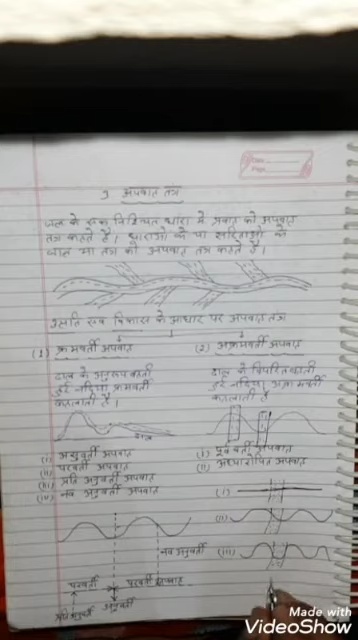 अपवाह तंत्र
जल के एक निश्चित धारा में प्रवाह को अपवाह
तंत्र कहते है। धाराओं के या सरिताओं के
जाल या तंत्र को अपवाह तंत्र कहते है।
उत्पत्ति एवं विकास के आधार पर अपवाह तंत्र
(1) क्रमवर्ती अपवाह
(2) अक्रमवर्ती अपवाह
ढाल के अनुरूप बहती
हुई नदियां क्रमवर्ती
कहलाती है।
ढाल के विपरित बहती
हुई नदियां अक्रमवर्ती
कहलाती है
ढाल
(i) अनुवर्ती अपवाह
(ii) परवर्ती अपवाह
(iii) प्रति अनुवर्ती अपवाह
(iv) नव अनुवर्ती अपवाह
(i) पूर्ववर्ती अपवाह
(ii) अध्यारोपित अपवाह
(i)
(ii)
(iii)
नव अनुवर्ती
परवर्ती
परवर्ती अपवाह
प्रति अनुवर्ती
अनुवर्ती
Made with
VideoShow